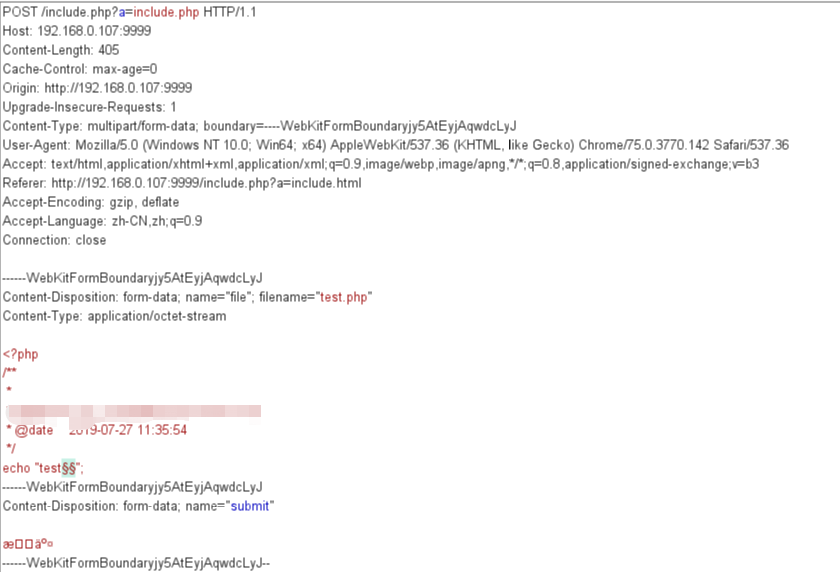 POST /include.php?a=include.php HTTP/1.1
Host: 192.168.0.107:9999
Content-Length: 405
Cache-Control: max-age=0
Origin: http://192.168.0.107:9999
Upgrade-Insecure-Requests: 1
Content-Type: multipart/form-data; boundary=----WebKitFormBoundaryjy5AtEyjAqwdcLyJ
User-Agent: Mozilla/5.0 (Windows NT 10.0; Win64; x64) AppleWebKit/537.36 (KHTML, like Gecko) Chrome/75.0.3770.142 Safari/537.36
Accept: text/html,application/xhtml+xml,application/xml;q=0.9,image/webp,image/apng,*/*;q=0.8,application/signed-exchange;v=b3
Referer: http://192.168.0.107:9999/include.php?a=include.html
Accept-Encoding: gzip, deflate
Accept-Language: zh-CN,zh;q=0.9
Connection: close
------WebKitFormBoundaryjy5AtEyjAqwdcLyJ
Content-Disposition: form-data; name="file"; filename="test.php"
Content-Type: application/octet-stream
<?php
/**
*
* @date 2019-07-27 11:35:54
*/
echo "test§§";
------WebKitFormBoundaryjy5AtEyjAqwdcLyJ
Content-Disposition: form-data; name="submit"
æ□□äº¤
------WebKitFormBoundaryjy5AtEyjAqwdcLyJ--